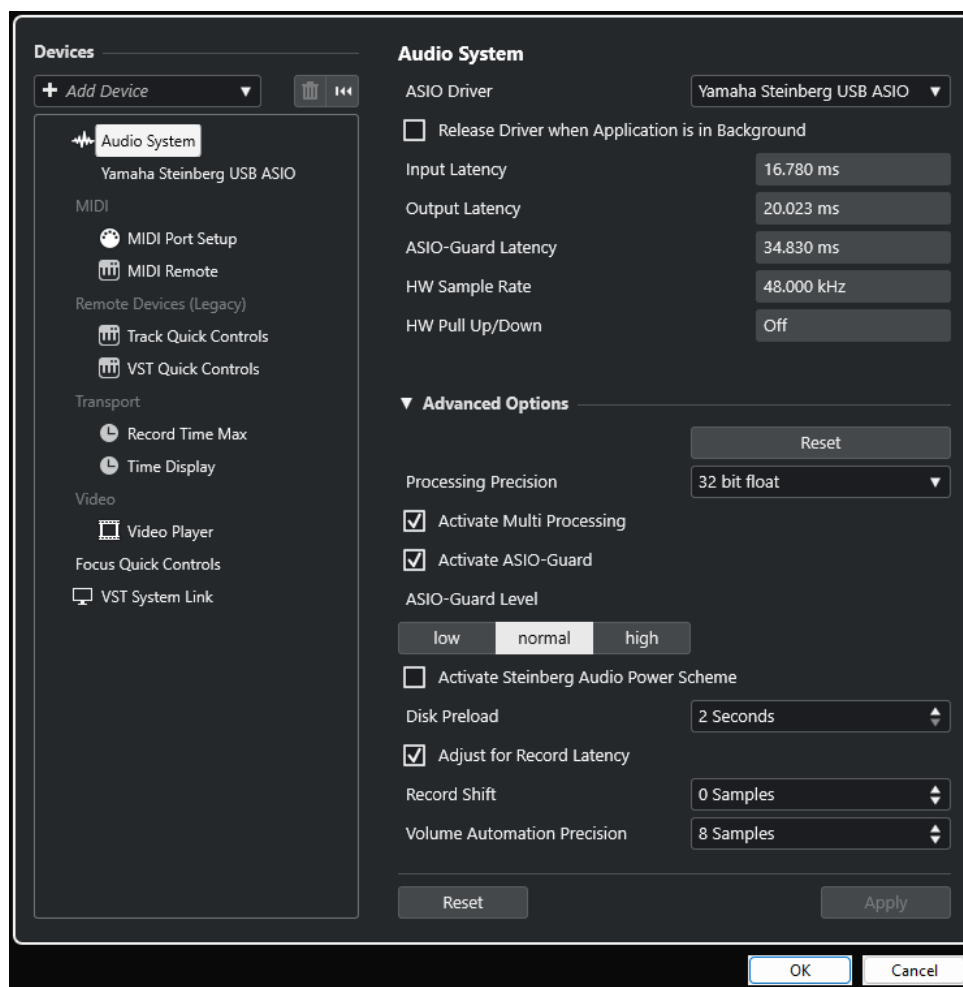 Devices
Add Device
Audio System
Yamaha Steinberg USB ASIO
MIDI
MIDI Port Setup
MIDI Remote
Remote Devices (Legacy)
Track Quick Controls
VST Quick Controls
Transport
Record Time Max
Time Display
Video
Video Player
Focus Quick Controls
VST System Link
Audio System
ASIO Driver Yamaha Steinberg USB ASIO
Release Driver when Application is in Background
Input Latency 16.780 ms
Output Latency 20.023 ms
ASIO-Guard Latency 34.830 ms
HW Sample Rate 48.000 kHz
HW Pull Up/Down Off
Advanced Options
Reset
Processing Precision 32 bit float
Activate Multi Processing
Activate ASIO-Guard
ASIO-Guard Level
low normal high
Activate Steinberg Audio Power Scheme
Disk Preload 2 Seconds
Adjust for Record Latency
Record Shift 0 Samples
Volume Automation Precision 8 Samples
Reset Apply
OK Cancel